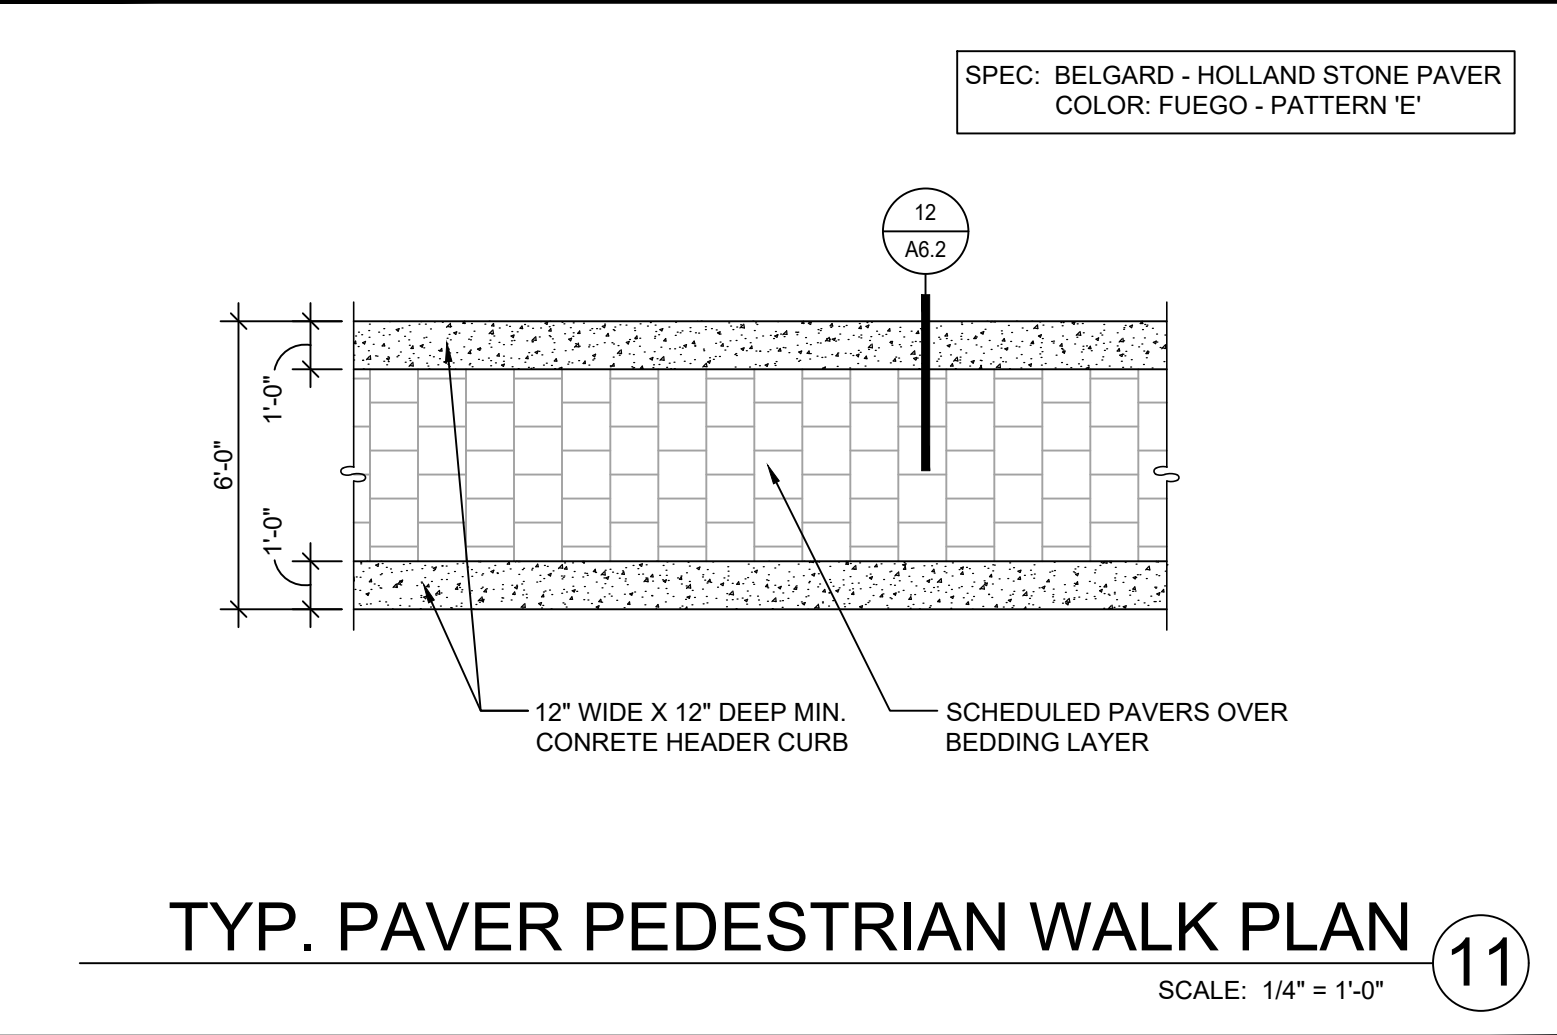 SPEC: BELGARD - HOLLAND STONE PAVER
COLOR: FUEGO - PATTERN 'E'
12
A6.2
1'-0"
6'-0"
1'-0"
12" WIDE X 12" DEEP MIN.
CONRETE HEADER CURB
SCHEDULED PAVERS OVER
BEDDING LAYER
TYP. PAVER PEDESTRIAN WALK PLAN
11
SCALE: 1/4" = 1'-0"